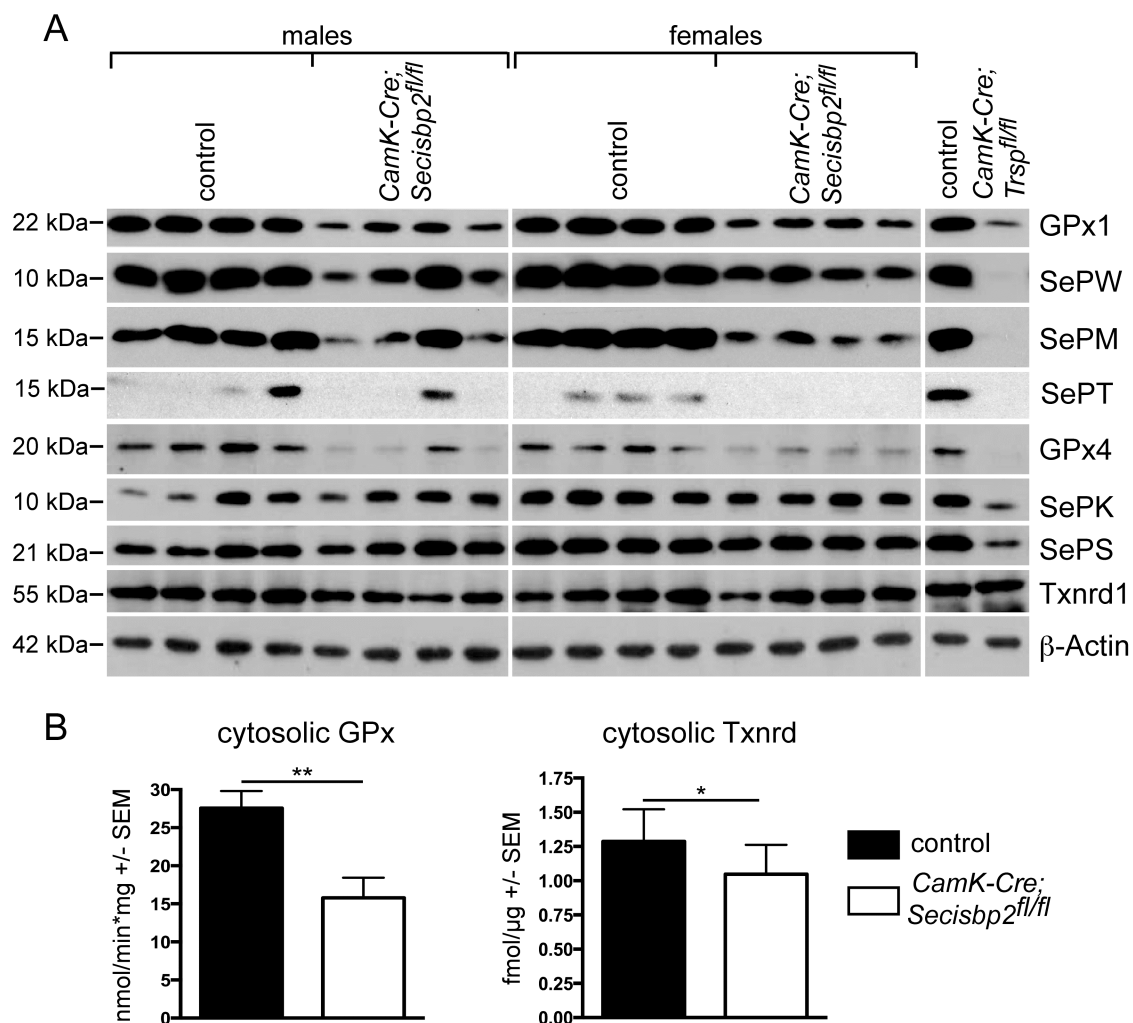 A
males
females
control
CamK-Cre;
Secisbp2fl/fl
control
CamK-Cre;
Secisbp2fl/fl
control
CamK-Cre;
Trspfl/fl
22 kDa
GPx1
10 kDa
SePW
15 kDa
SePM
15 kDa
SePT
20 kDa
GPx4
10 kDa
SePK
21 kDa
SePS
55 kDa
Txnrd1
42 kDa
β-Actin
B
cytosolic GPx
nmol/min*mg +/- SEM
30
25
20
15
10
5
0
**
cytosolic Txnrd
fmol/µg +/- SEM
1.75
1.50
1.25
1.00
0.75
0.50
0.25
0.00
*
control
CamK-Cre;
Secisbp2fl/fl